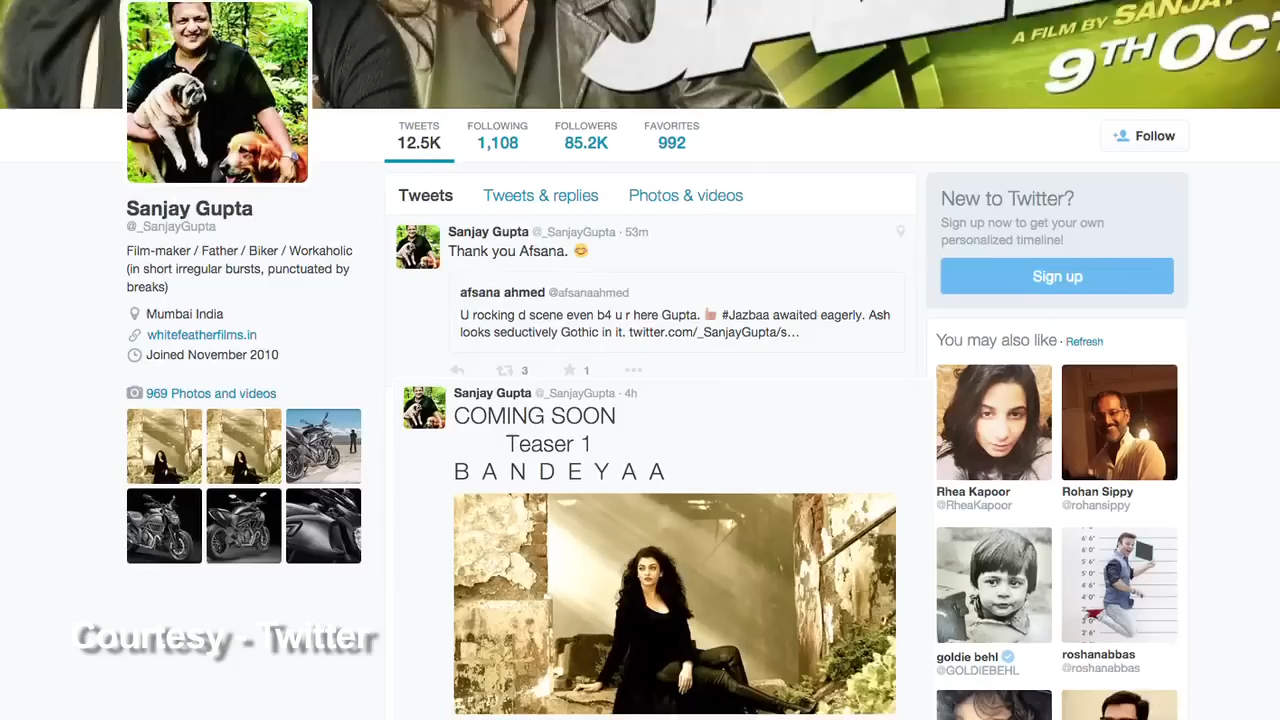 A FILM BY SANJAY
9TH OCT
TWEETS
12.5K
FOLLOWING
1,108
FOLLOWERS
85.2K
FAVORITES
992
Follow
Sanjay Gupta
@_SanjayGupta
Film-maker / Father / Biker / Workaholic
(in short irregular bursts, punctuated by
breaks)
Mumbai India
whitefeatherfilms.in
Joined November 2010
969 Photos and videos
Tweets
Tweets & replies
Photos & videos
Sanjay Gupta @_SanjayGupta · 53m
Thank you Afsana. 😊
afsana ahmed @afsanaahmed
U rocking d scene even b4 u r here Gupta. 👍 #Jazbaa awaited eagerly. Ash
looks seductively Gothic in it. twitter.com/_SanjayGupta/s…
3
1
Sanjay Gupta @_SanjayGupta · 4h
COMING SOON
Teaser 1
B A N D E Y A A
New to Twitter?
Sign up now to get your own
personalized timeline!
Sign up
You may also like · Refresh
Rhea Kapoor
@RheaKapoor
Rohan Sippy
@rohansippy
goldie behl
@GOLDIEBEHL
roshanabbas
@roshanabbas
Courtesy - Twitter